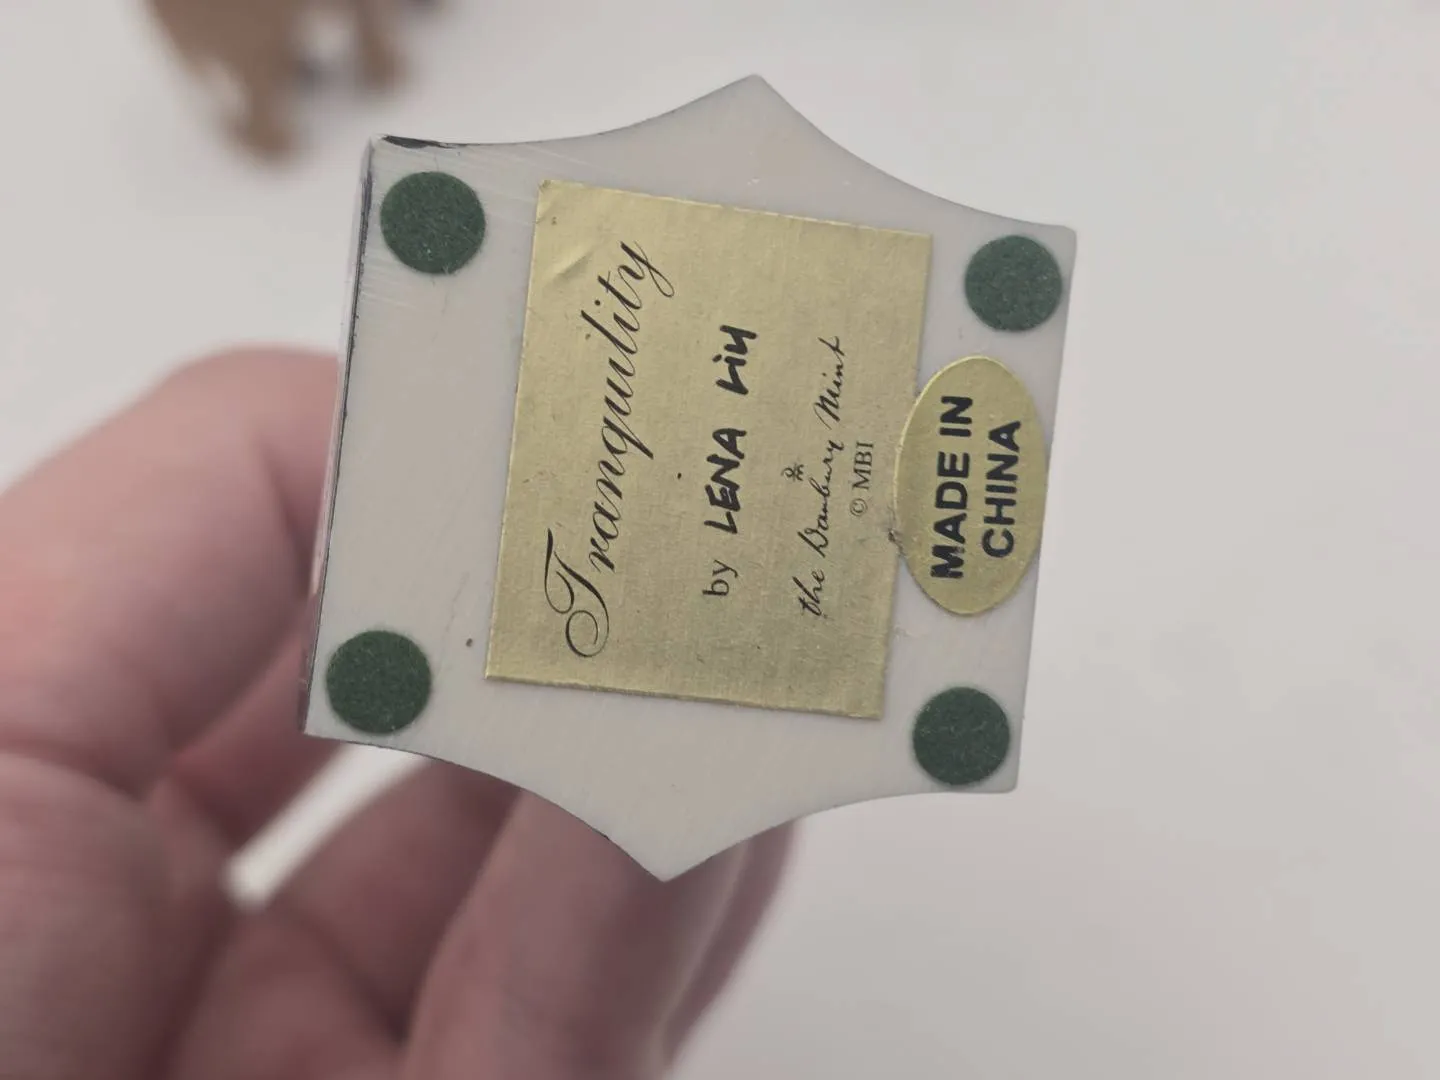 Tranquility
by LENA LiU
the Danbury Mint
© MBI
MADE IN
CHINA